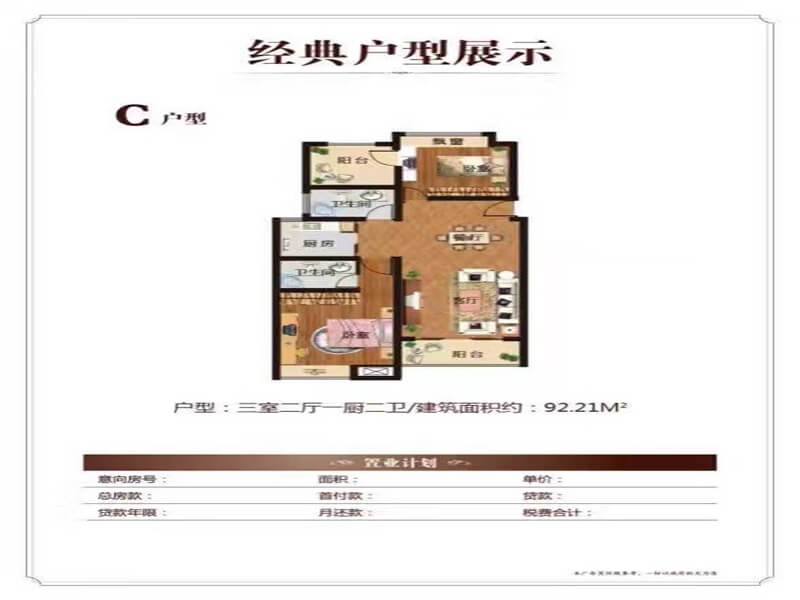 经典户型展示
C 户型
飘窗
阳台
卧室
卫生间
餐厅
厨房
卫生间
客厅
卧室
阳台
户型：三室二厅一厨二卫/建筑面积约：92.21M²
置业计划
意向房号： 面积： 单价：
总房款： 首付款： 贷款：
贷款年限： 月还款： 税费合计：